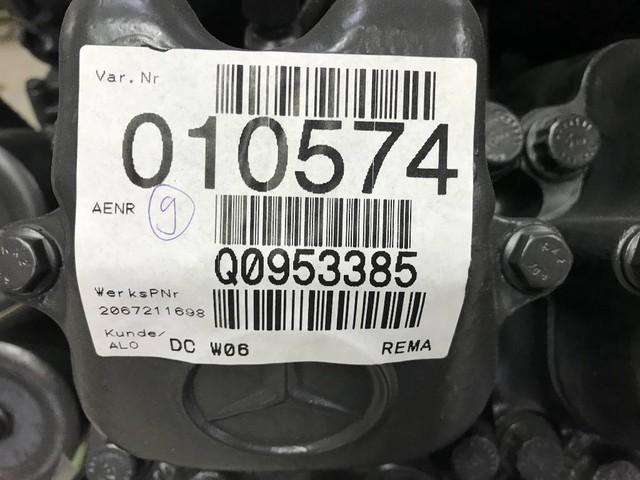 Var. Nr
010574
AENR 9
Q0953385
WerksPNr
2067211698
Kunde/
ALO DC W06 REMA